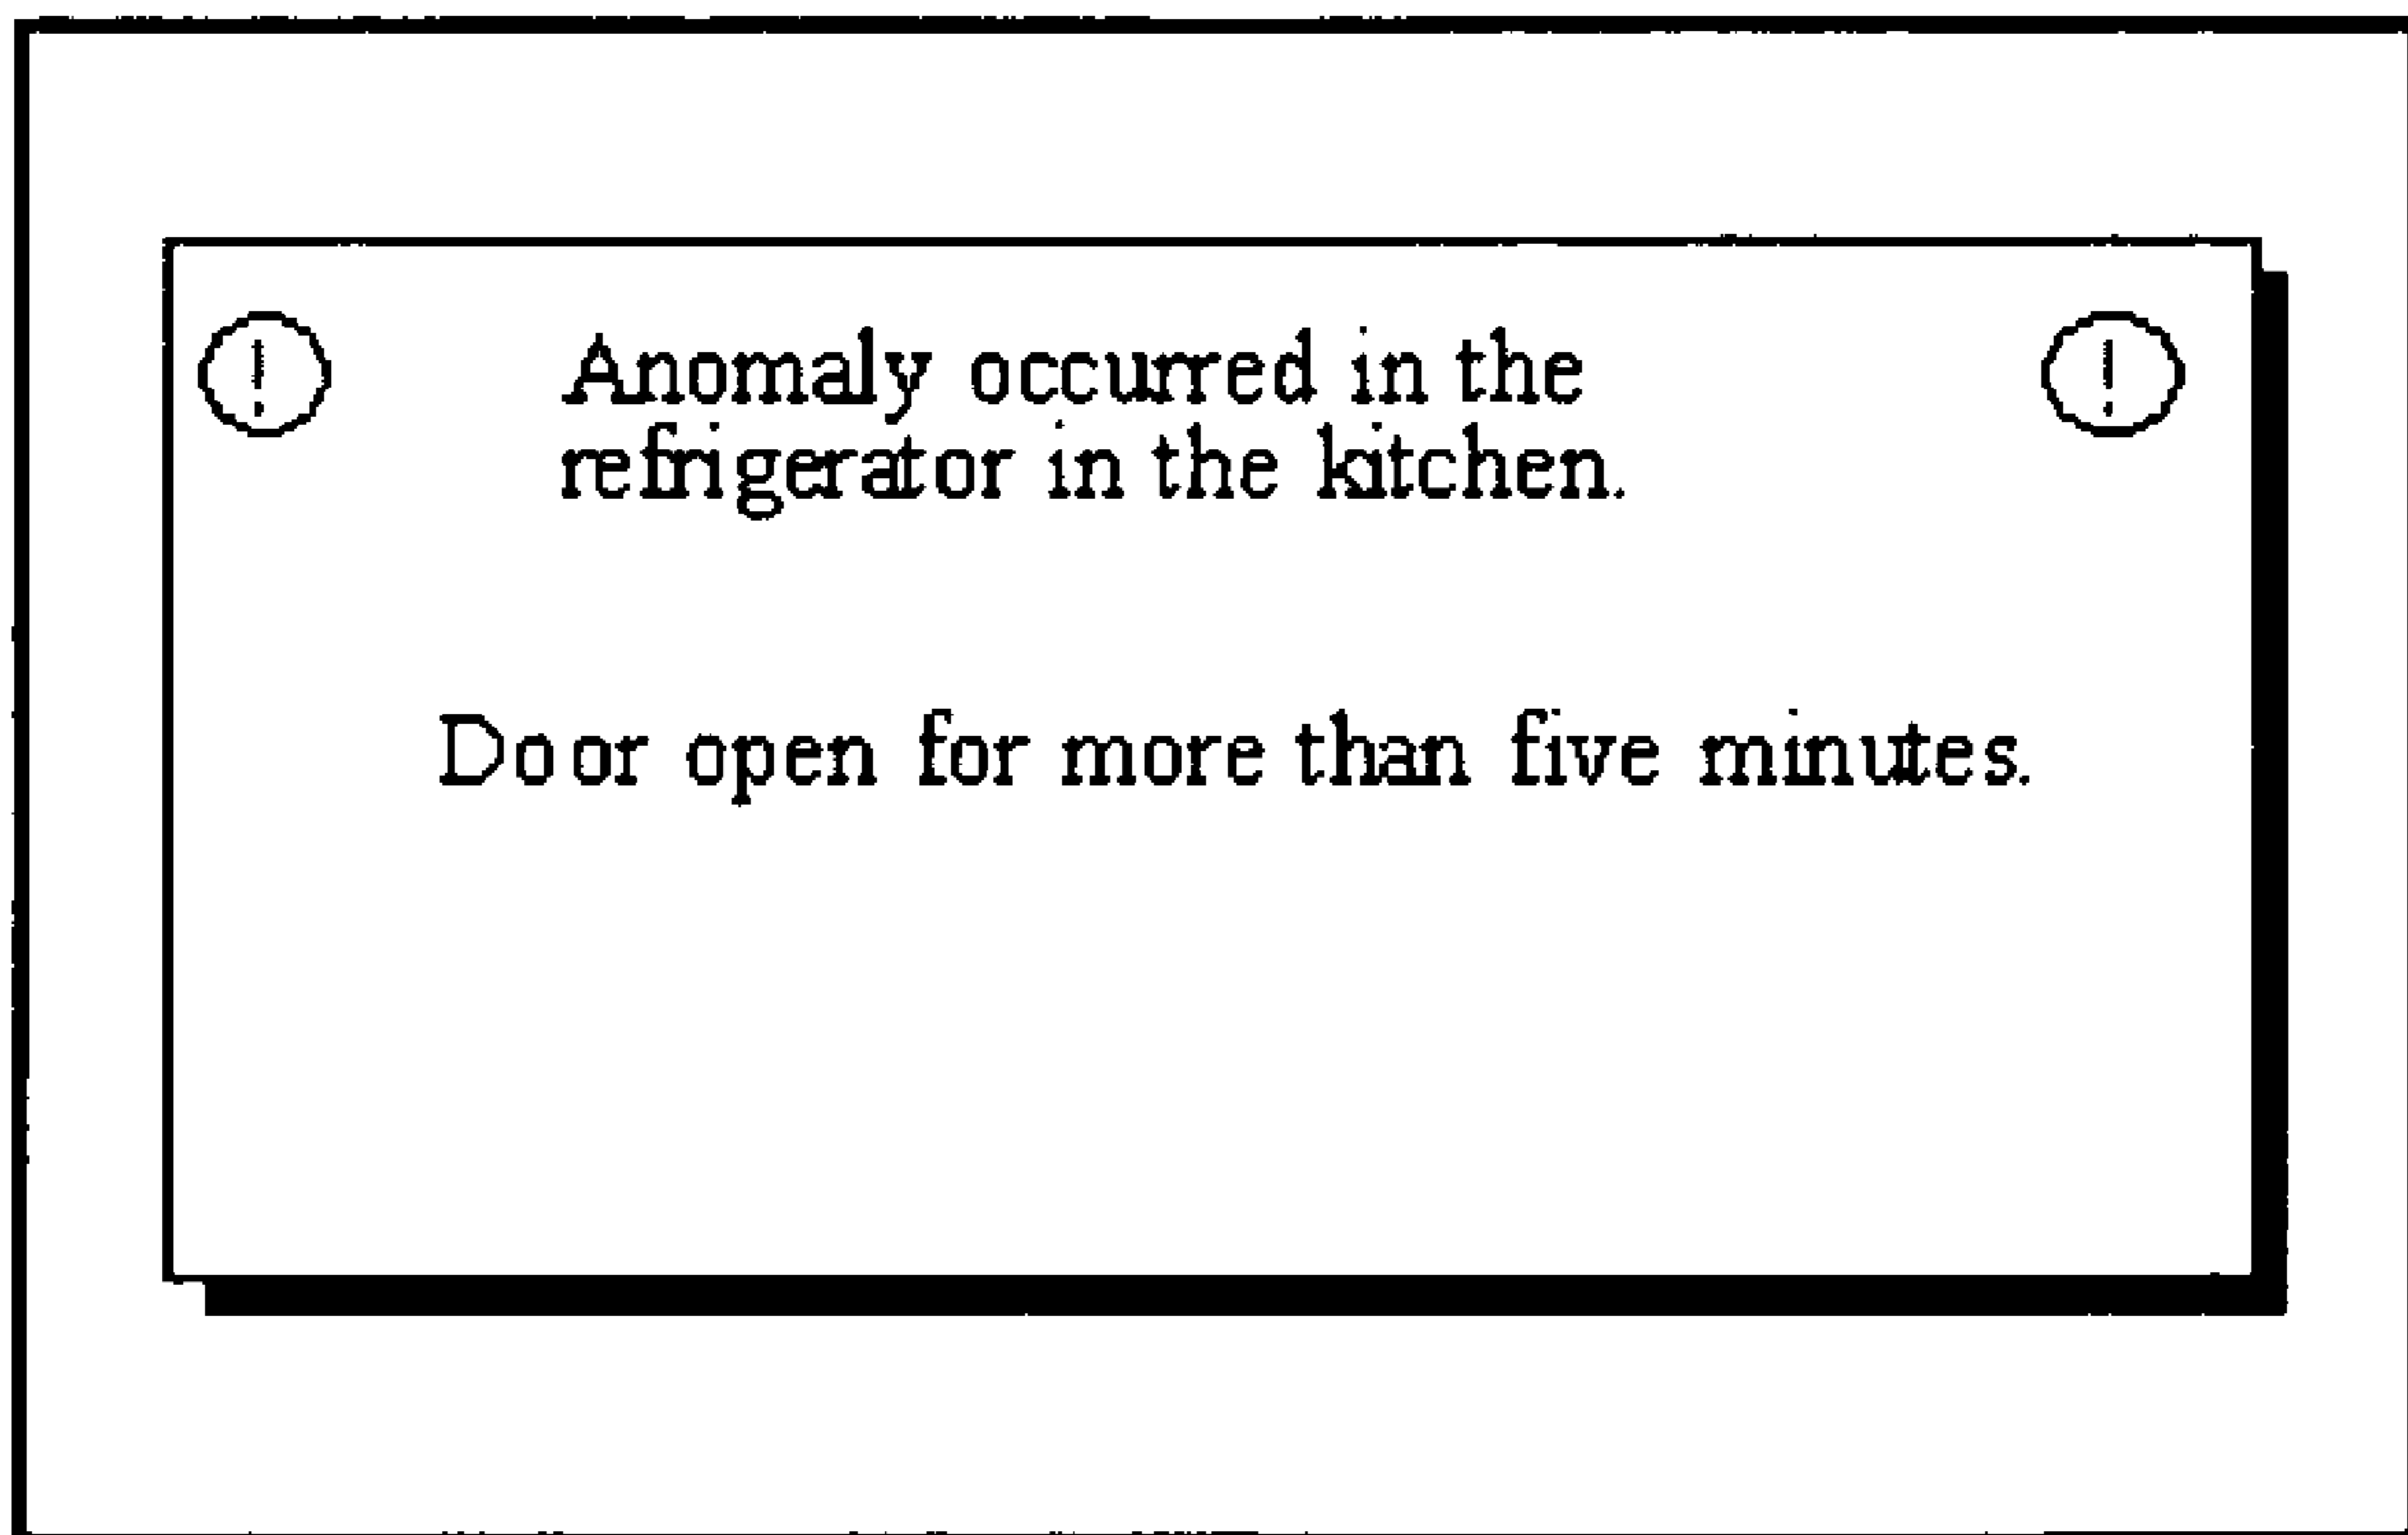 Anomaly occurred in the
refrigerator in the kitchen.
Door open for more than five minutes.